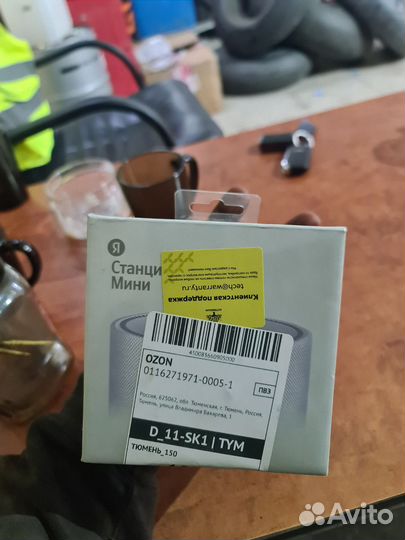 Я
Станци
Мини
Клиентская поддержка
tech@warranty.ru
450083660905000
OZON
0116271971-0005-1
ПВЗ
Россия, 625062, обл. Тюменская, г. Тюмень, Россия,
Тюмень, улица Владимира Бахарева, 1
D_11-SK1 | TYM
ТЮМЕНЬ_150
Avito